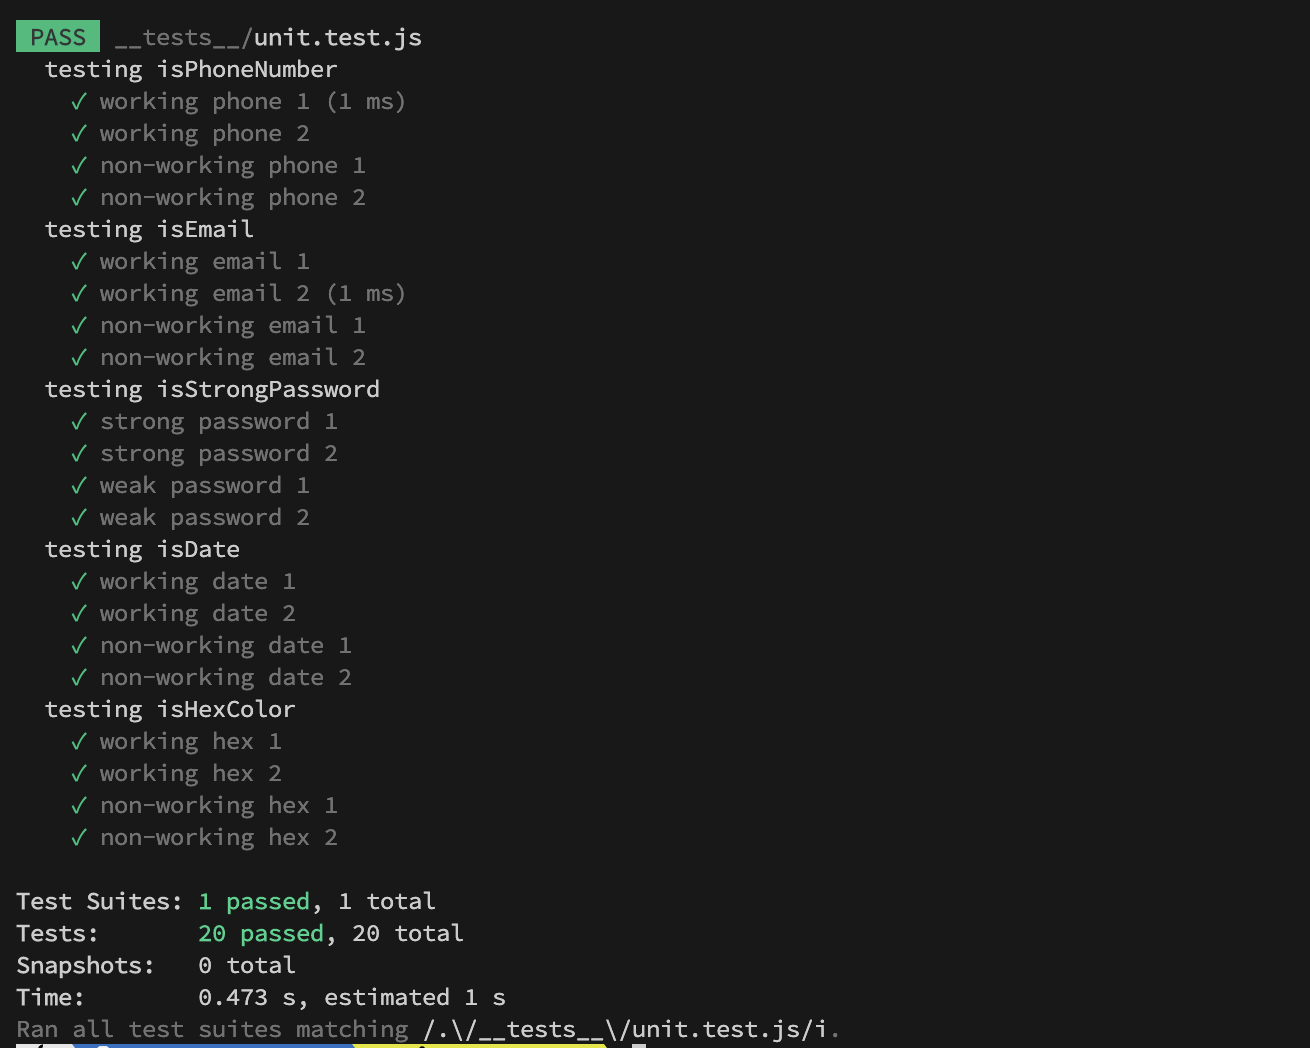 PASS __tests__/unit.test.js
testing isPhoneNumber
✓ working phone 1 (1 ms)
✓ working phone 2
✓ non-working phone 1
✓ non-working phone 2
testing isEmail
✓ working email 1
✓ working email 2 (1 ms)
✓ non-working email 1
✓ non-working email 2
testing isStrongPassword
✓ strong password 1
✓ strong password 2
✓ weak password 1
✓ weak password 2
testing isDate
✓ working date 1
✓ working date 2
✓ non-working date 1
✓ non-working date 2
testing isHexColor
✓ working hex 1
✓ working hex 2
✓ non-working hex 1
✓ non-working hex 2
Test Suites: 1 passed, 1 total
Tests: 20 passed, 20 total
Snapshots: 0 total
Time: 0.473 s, estimated 1 s
Ran all test suites matching /.\/__tests__\/unit.test.js/i.